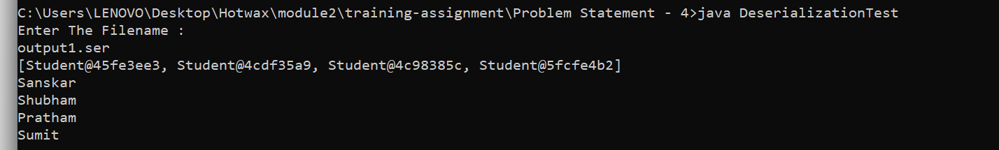 C:\Users\LENOVO\Desktop\Hotwax\module2\training-assignment\Problem Statement - 4>java DeserializationTest
Enter The Filename :
output1.ser
[Student@45fe3ee3, Student@4cdf35a9, Student@4c98385c, Student@5fcfe4b2]
Sanskar
Shubham
Pratham
Sumit